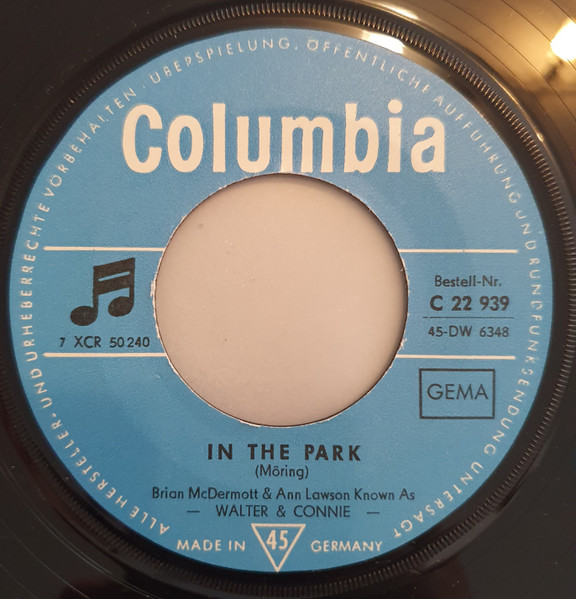 ALLE HERSTELLER- UND URHEBERRECHTE VORBEHALTEN. ÜBERSPIELUNG, ÖFFENTLICHE AUFFÜHRUNG UND RUNDFUNKSENDUNG UNTERSAGT
Columbia
Bestell-Nr.
C 22 939
7 XCR 50240
45-DW 6348
GEMA
IN THE PARK
(Möring)
Brian McDermott & Ann Lawson Known As
— WALTER & CONNIE —
MADE IN 45 GERMANY